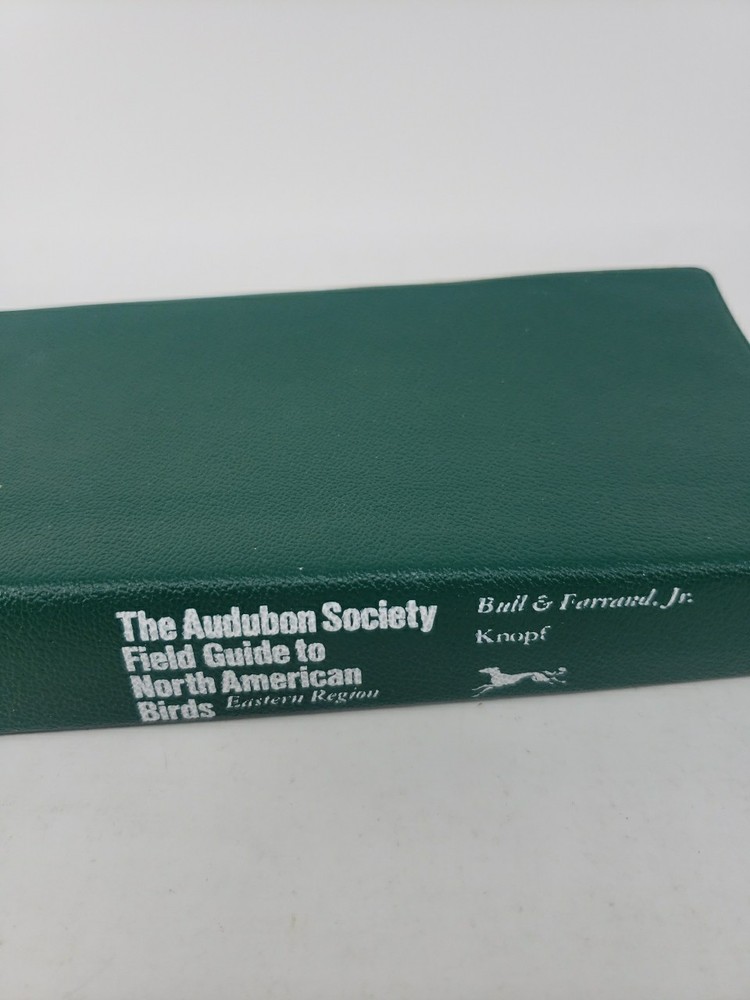 The Audubon Society
Field Guide to
North American
Birds Eastern Region
Bull & Farrand, Jr.
Knopf